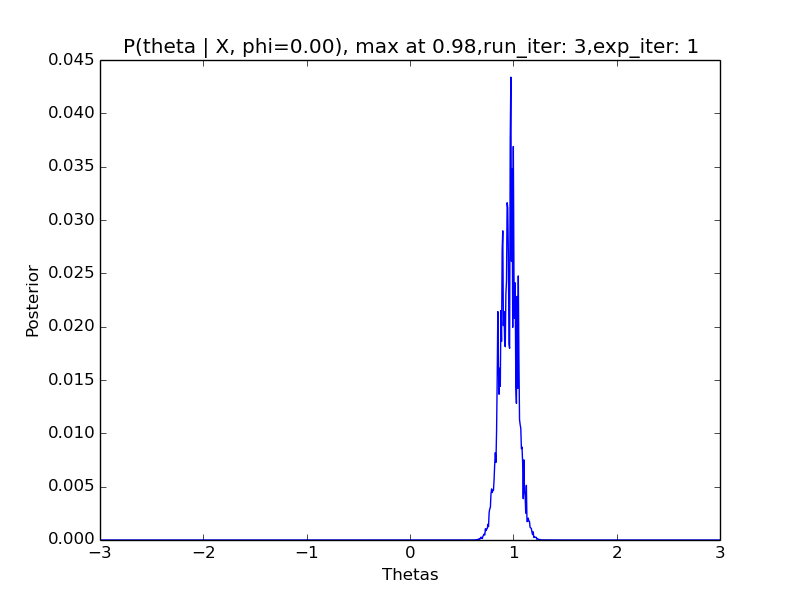 P(theta | X, phi=0.00), max at 0.98,run_iter: 3,exp_iter: 1
0.045
0.040
0.035
0.030
0.025
0.020
0.015
0.010
0.005
0.000
Posterior
−3 −2 −1 0 1 2 3
Thetas